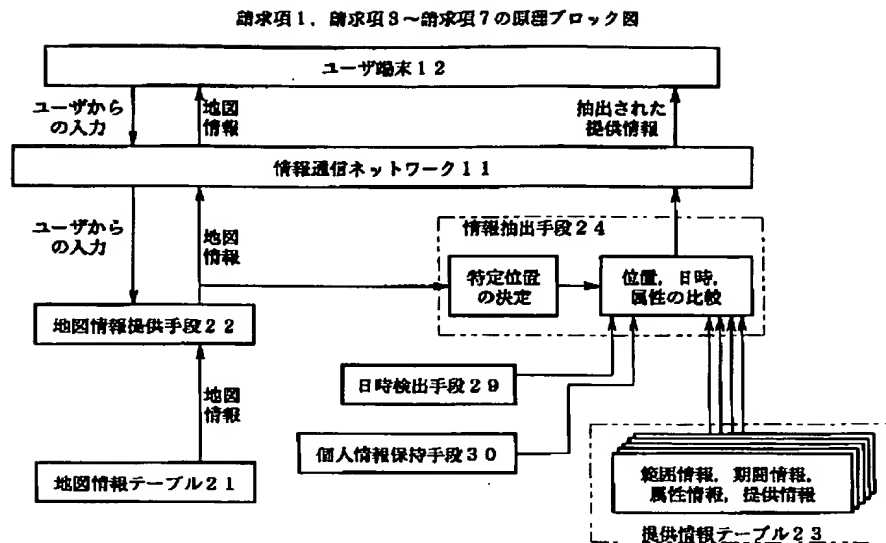 請求項1,請求項3〜請求項7の原理ブロック図
ユーザ端末12
ユーザから
の入力
地図
情報
抽出された
提供情報
情報通信ネットワーク11
ユーザから
の入力
地図
情報
情報抽出手段24
特定位置
の決定
位置,日時,
属性の比較
地図情報提供手段22
日時検出手段29
地図
情報
個人情報保持手段30
地図情報テーブル21
範囲情報,期間情報,
属性情報,提供情報
提供情報テーブル23